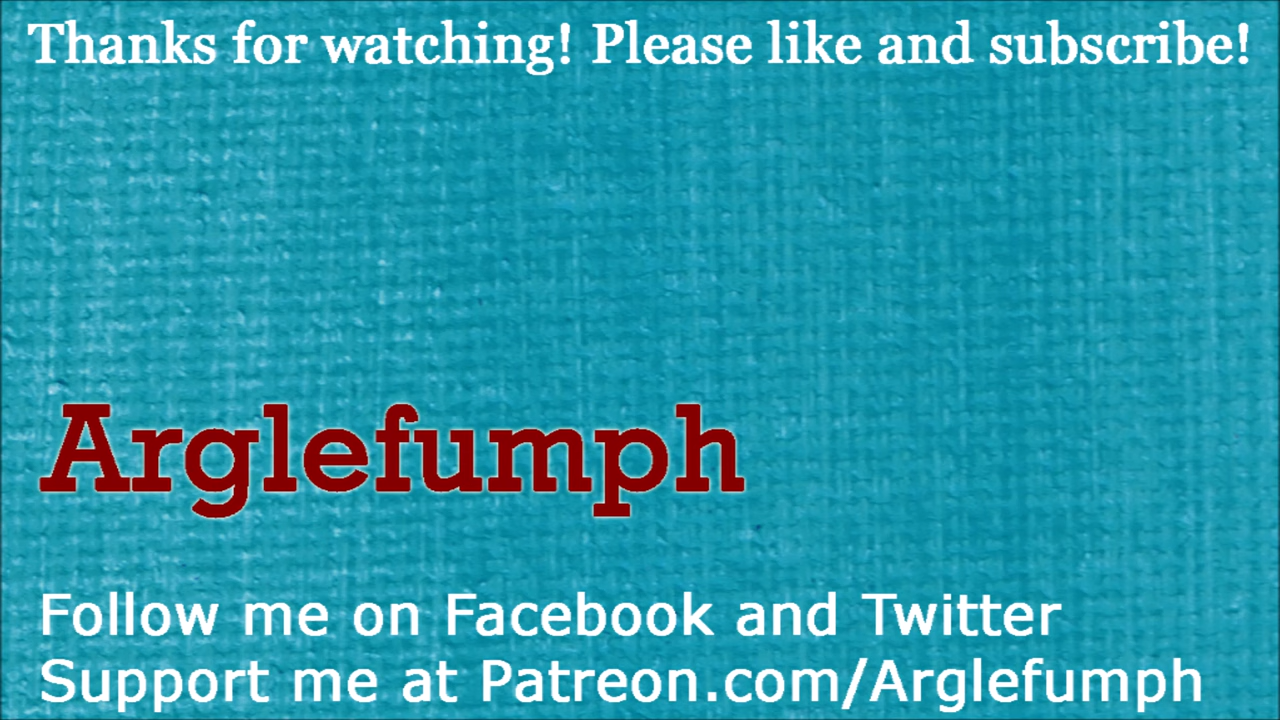 Thanks for watching! Please like and subscribe!
Arglefumph
Follow me on Facebook and Twitter
Support me at Patreon.com/Arglefumph